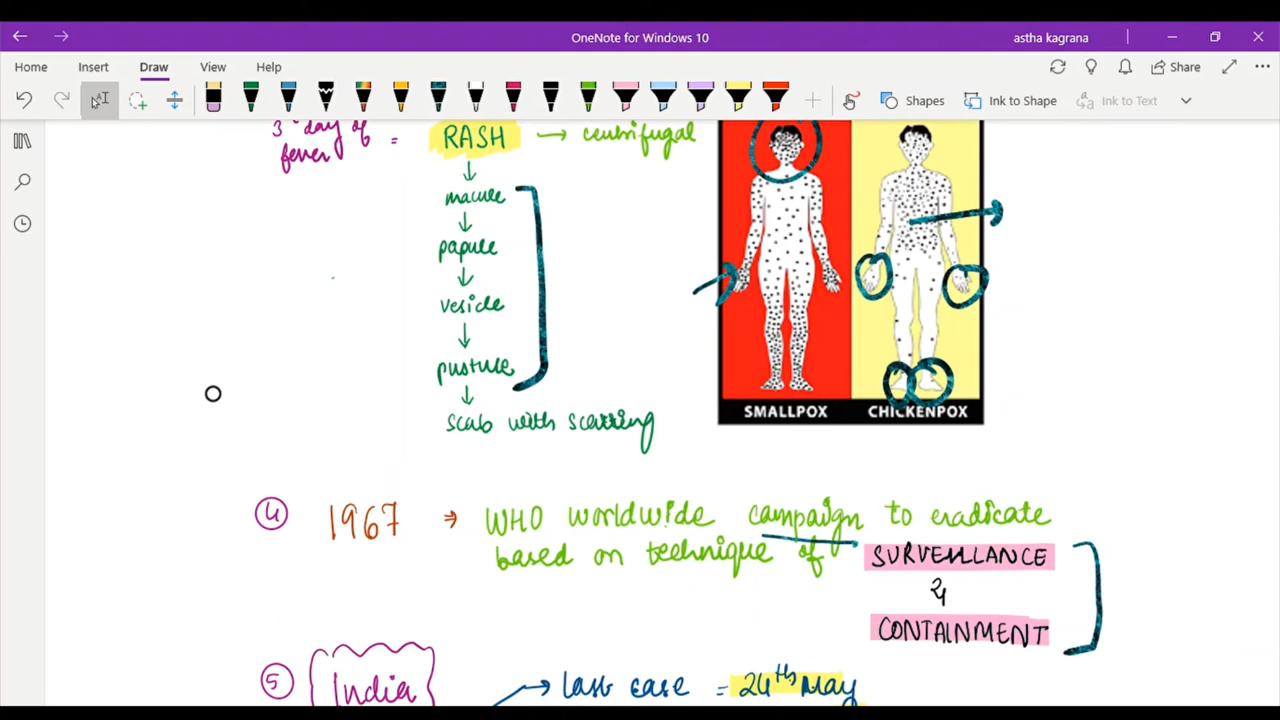 OneNote for Windows 10
astha kagrana
Home Insert Draw View Help
Share
Shapes
Ink to Shape
Ink to Text
3rd day of = RASH → centrifugal
fever
↓
macule
↓
papule
↓
vesicle
↓
pustule
↓
scab with scarring
SMALLPOX CHICKENPOX
④ 1967 ⇒ WHO worldwide campaign to eradicate
based on technique of SURVEILLANCE
&
CONTAINMENT
⑤ India → last case = 24th May